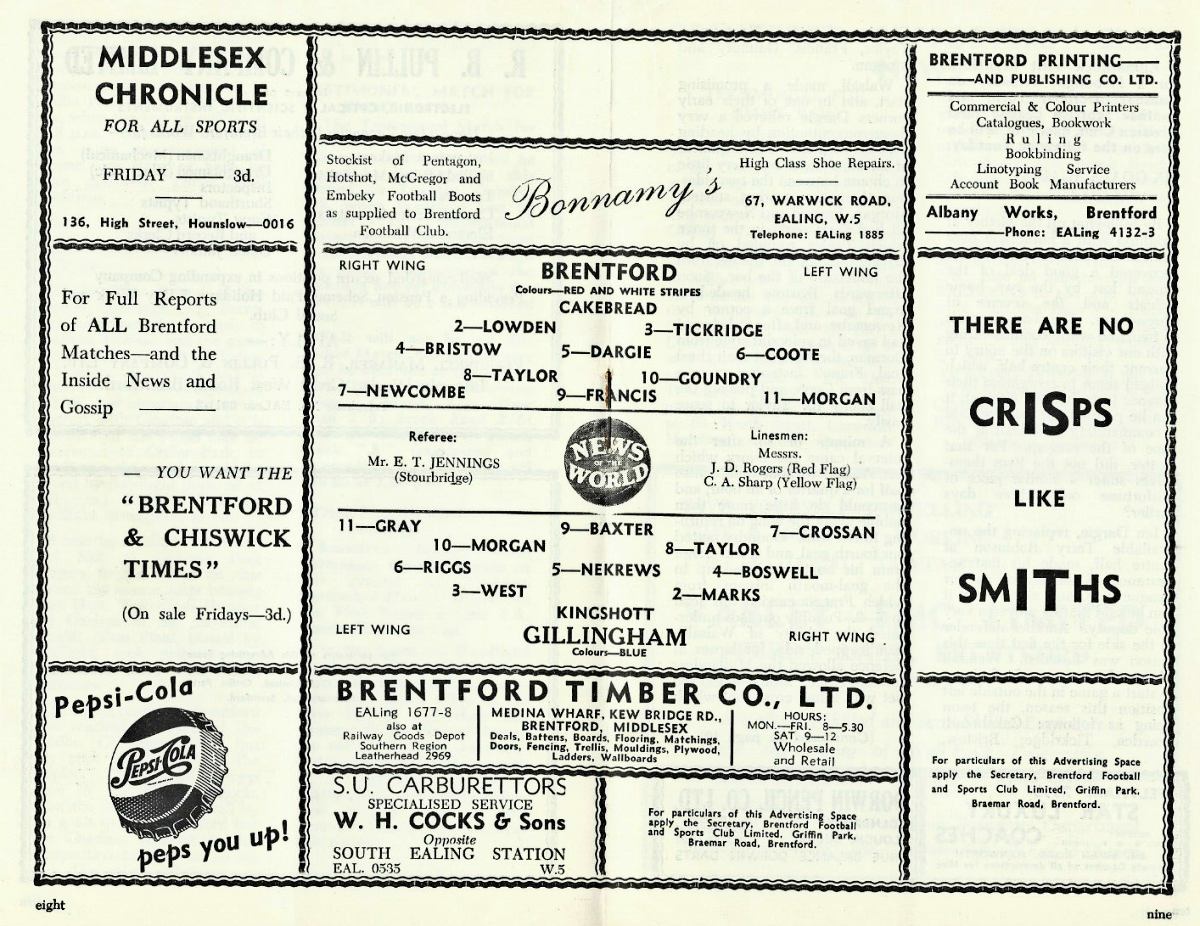 MIDDLESEX
CHRONICLE
FOR ALL SPORTS
FRIDAY — 3d.
136, High Street, Hounslow—0016
For Full Reports
of ALL Brentford
Matches—and the
Inside News and
Gossip —
— YOU WANT THE
“BRENTFORD
& CHISWICK
TIMES”
(On sale Fridays—3d.)
Pepsi-Cola
PEPSI-COLA
peps you up!
Stockist of Pentagon,
Hotshot, McGregor and
Embeky Football Boots
as supplied to Brentford
Football Club.
Bonnamy's
High Class Shoe Repairs.
67, WARWICK ROAD,
EALING, W.5
Telephone: EALing 1885
RIGHT WING BRENTFORD LEFT WING
Colours—RED AND WHITE STRIPES
CAKEBREAD
2—LOWDEN 3—TICKRIDGE
4—BRISTOW 5—DARGIE 6—COOTE
8—TAYLOR 10—GOUNDRY
7—NEWCOMBE 9—FRANCIS 11—MORGAN
Referee:
Mr. E. T. JENNINGS
(Stourbridge)
NEWS
OF THE
WORLD
Linesmen:
Messrs.
J. D. Rogers (Red Flag)
C. A. Sharp (Yellow Flag)
11—GRAY 9—BAXTER 7—CROSSAN
10—MORGAN 8—TAYLOR
6—RIGGS 5—NEKREWS 4—BOSWELL
3—WEST 2—MARKS
KINGSHOTT
LEFT WING GILLINGHAM RIGHT WING
Colours—BLUE
BRENTFORD TIMBER CO., LTD.
EALing 1677-8
also at
Railway Goods Depot
Southern Region
Leatherhead 2969
MEDINA WHARF, KEW BRIDGE RD.,
BRENTFORD, MIDDLESEX
Deals, Battons, Boards, Flooring, Matchings,
Doors, Fencing, Trellis, Mouldings, Plywood,
Ladders, Wallboards
HOURS:
MON.—FRI. 8—5.30
SAT. 9—12
Wholesale
and Retail
S.U. CARBURETTORS
SPECIALISED SERVICE
W. H. COCKS & Sons
Opposite
SOUTH EALING STATION
EAL. 0535 W.5
For particulars of this Advertising Space
apply the Secretary, Brentford Football
and Sports Club Limited, Griffin Park,
Braemar Road, Brentford.
BRENTFORD PRINTING—
—AND PUBLISHING CO. LTD.
Commercial & Colour Printers
Catalogues, Bookwork
Ruling
Bookbinding
Linotyping Service
Account Book Manufacturers
Albany Works, Brentford
—Phone: EALing 4132-3
THERE ARE NO
CRISPS
LIKE
SMITHS
For particulars of this Advertising Space
apply the Secretary, Brentford Football
and Sports Club Limited, Griffin Park,
Braemar Road, Brentford.
eight
nine